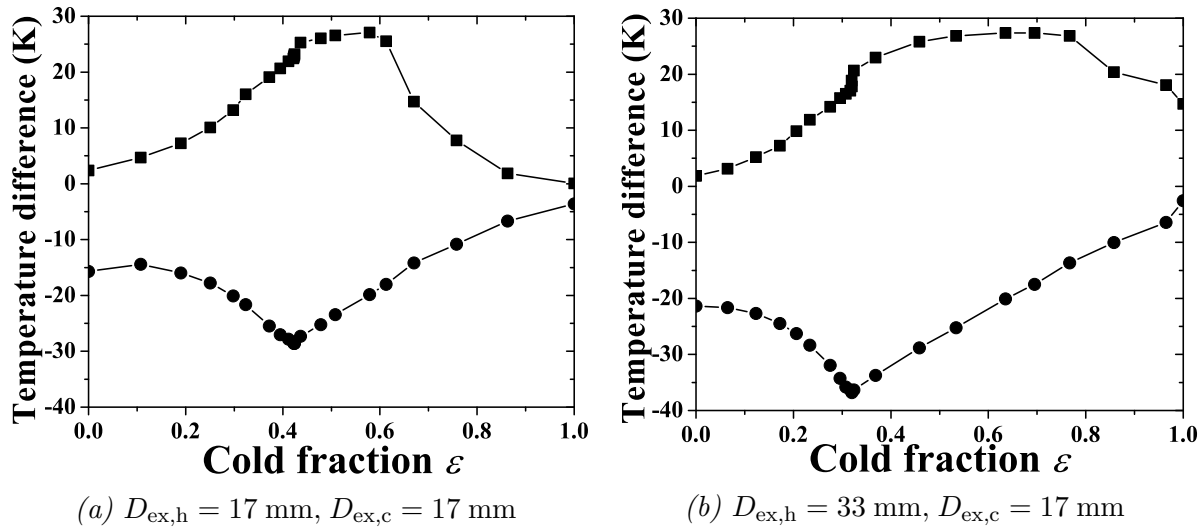 Temperature difference (K)
30
20
10
0
-10
-20
-30
-40
0.0 0.2 0.4 0.6 0.8 1.0
Cold fraction ε
(a) D_ex,h = 17 mm, D_ex,c = 17 mm
Temperature difference (K)
30
20
10
0
-10
-20
-30
-40
0.0 0.2 0.4 0.6 0.8 1.0
Cold fraction ε
(b) D_ex,h = 33 mm, D_ex,c = 17 mm